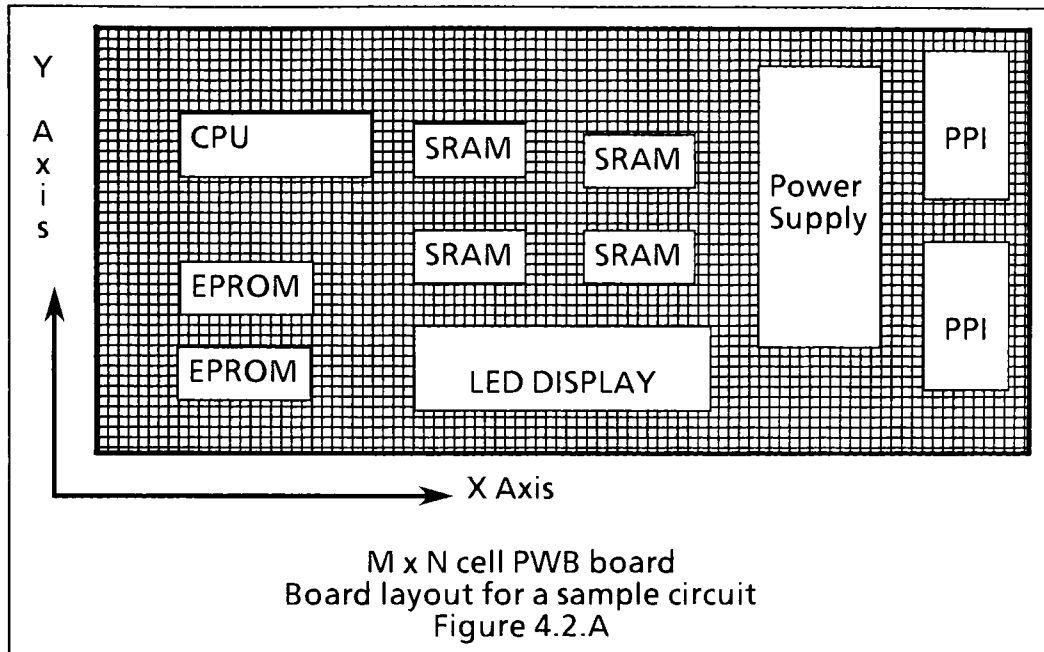 Y Axis
CPU
SRAM
SRAM
PPI
Power
Supply
SRAM
SRAM
EPROM
PPI
EPROM
LED DISPLAY
X Axis
M x N cell PWB board
Board layout for a sample circuit
Figure 4.2.A